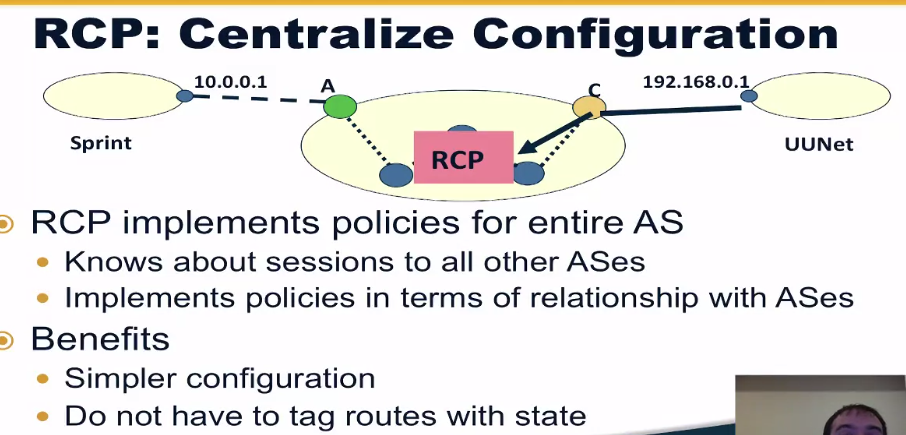 RCP: Centralize Configuration
10.0.0.1 A C 192.168.0.1
Sprint RCP UUNet
RCP implements policies for entire AS
Knows about sessions to all other ASes
Implements policies in terms of relationship with ASes
Benefits
Simpler configuration
Do not have to tag routes with state